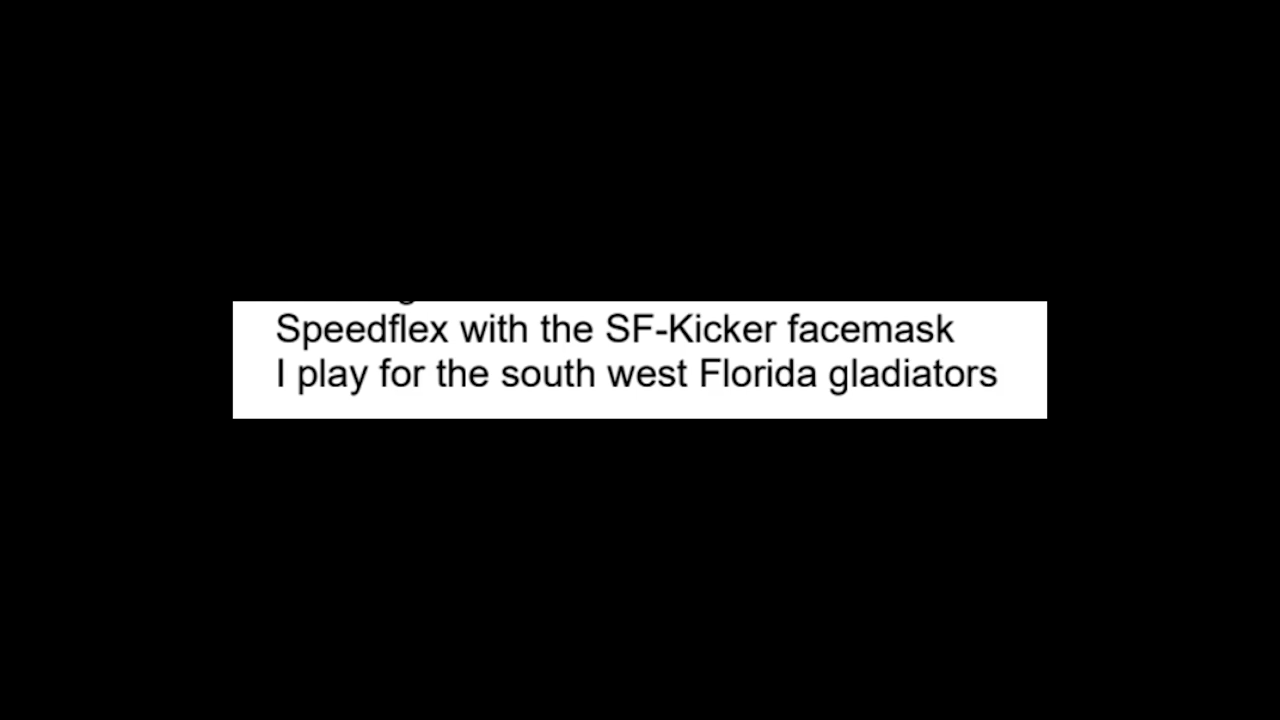 Speedflex with the SF-Kicker facemask
I play for the south west Florida gladiators